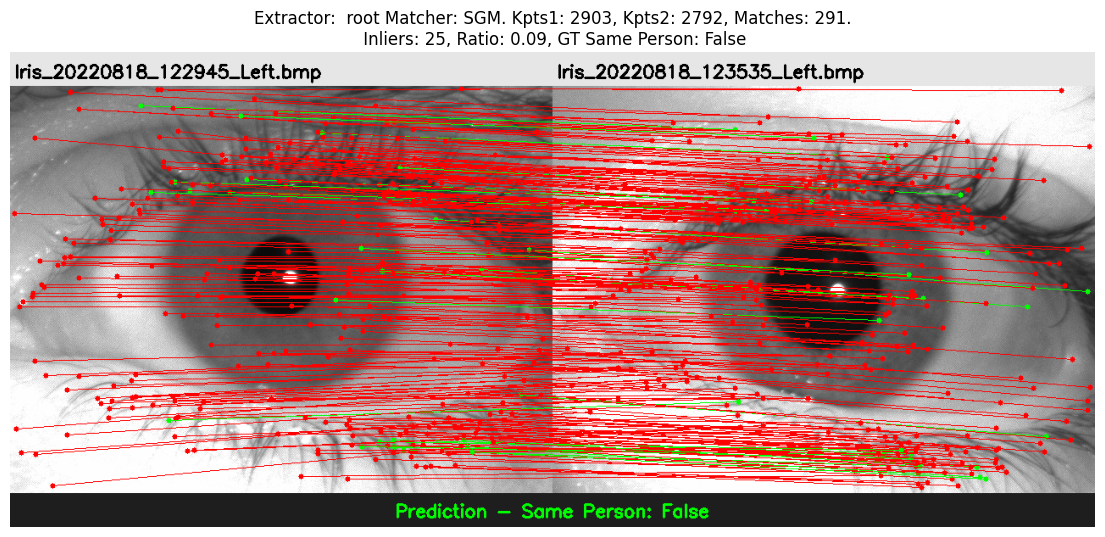 Extractor:  root Matcher: SGM. Kpts1: 2903, Kpts2: 2792, Matches: 291.
Inliers: 25, Ratio: 0.09, GT Same Person: False
Iris_20220818_122945_Left.bmp
Iris_20220818_123535_Left.bmp
Prediction - Same Person: False